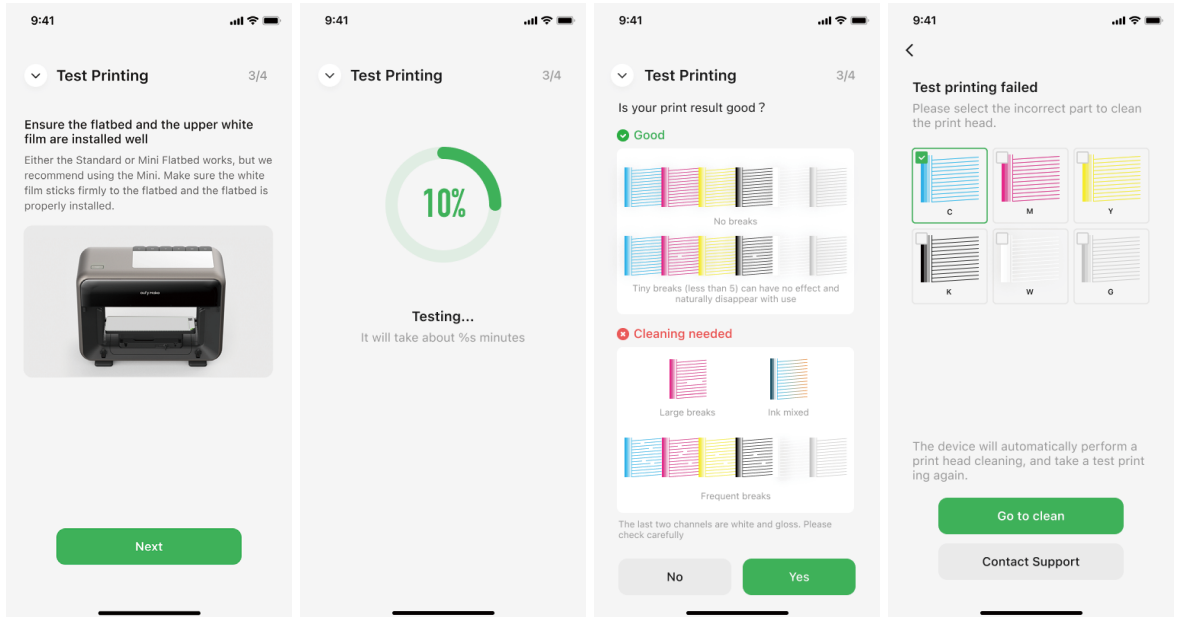 9:41
Test Printing
3/4
Ensure the flatbed and the upper white
film are installed well
Either the Standard or Mini Flatbed works, but we
recommend using the Mini. Make sure the white
film sticks firmly to the flatbed and the flatbed is
properly installed.
eufymake
Next
9:41
Test Printing
3/4
10%
Testing...
It will take about %s minutes
9:41
Test Printing
3/4
Is your print result good？
Good
No breaks
Tiny breaks (less than 5) can have no effect and
naturally disappear with use
Cleaning needed
Large breaks
Ink mixed
Frequent breaks
The last two channels are white and gloss. Please
check carefully
No
Yes
9:41
Test printing failed
Please select the incorrect part to clean
the print head.
C
M
Y
K
W
G
The device will automatically perform a
print head cleaning, and take a test print
ing again.
Go to clean
Contact Support